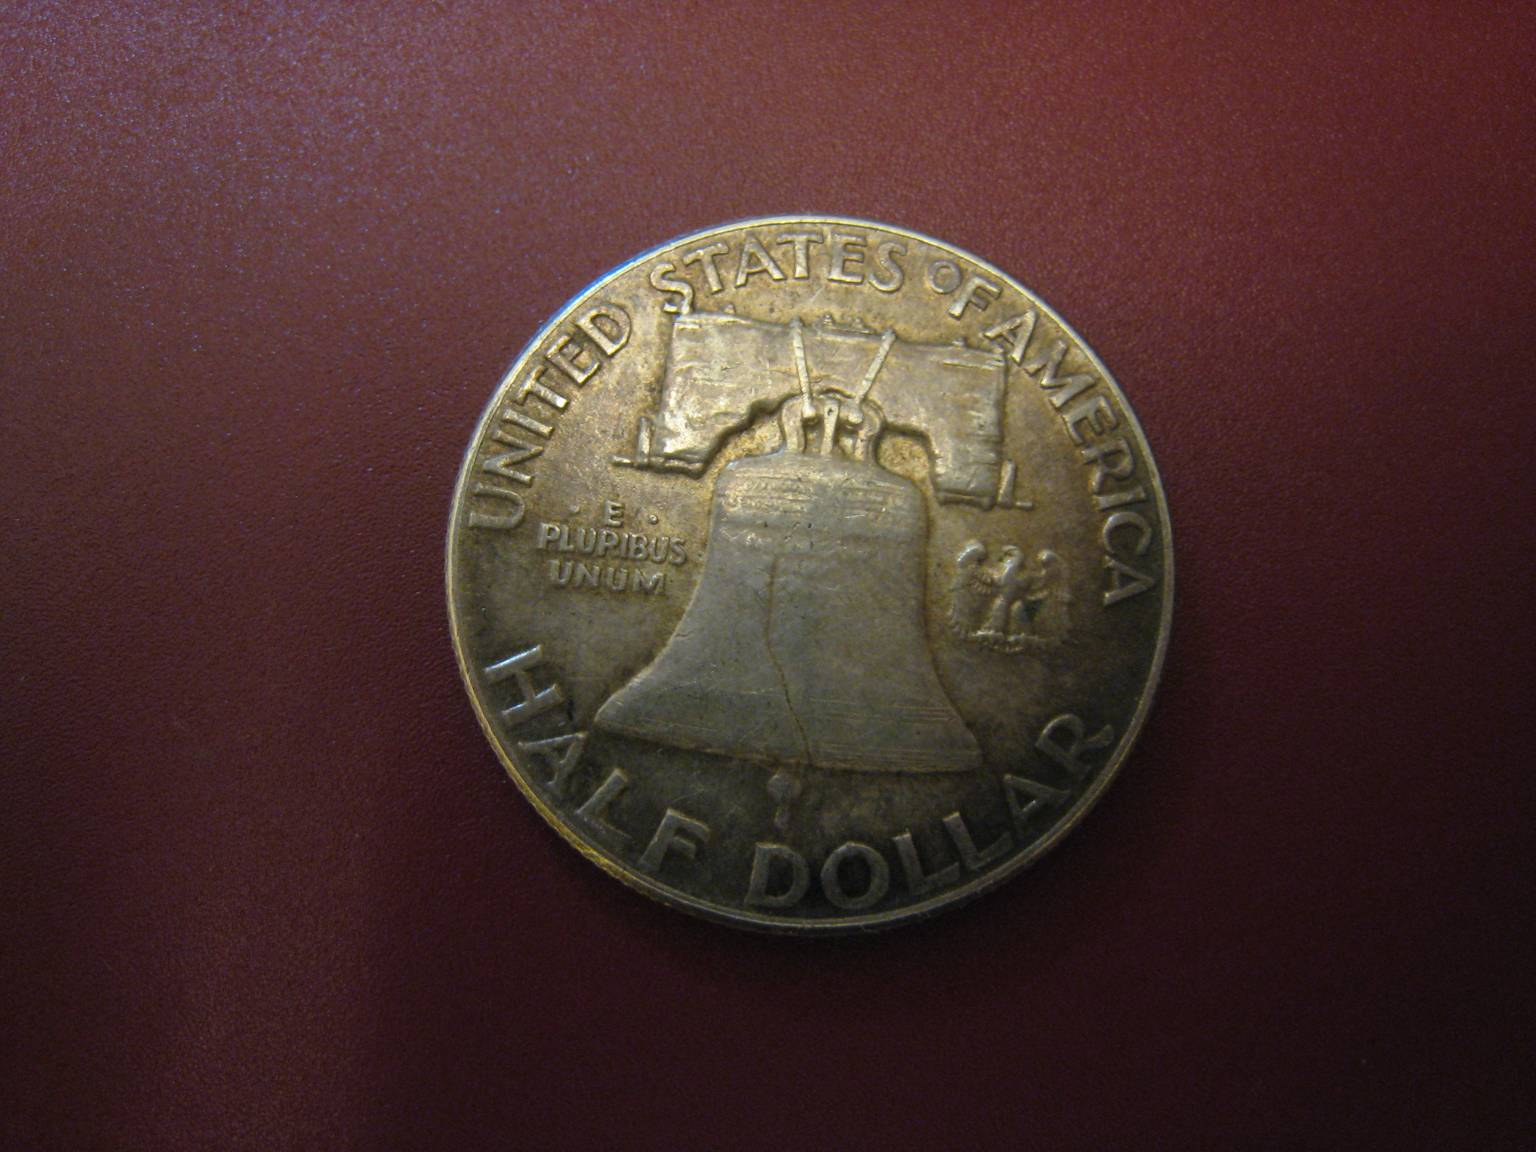 UNITED STATES OF AMERICA
· E ·
PLURIBUS
UNUM
HALF DOLLAR